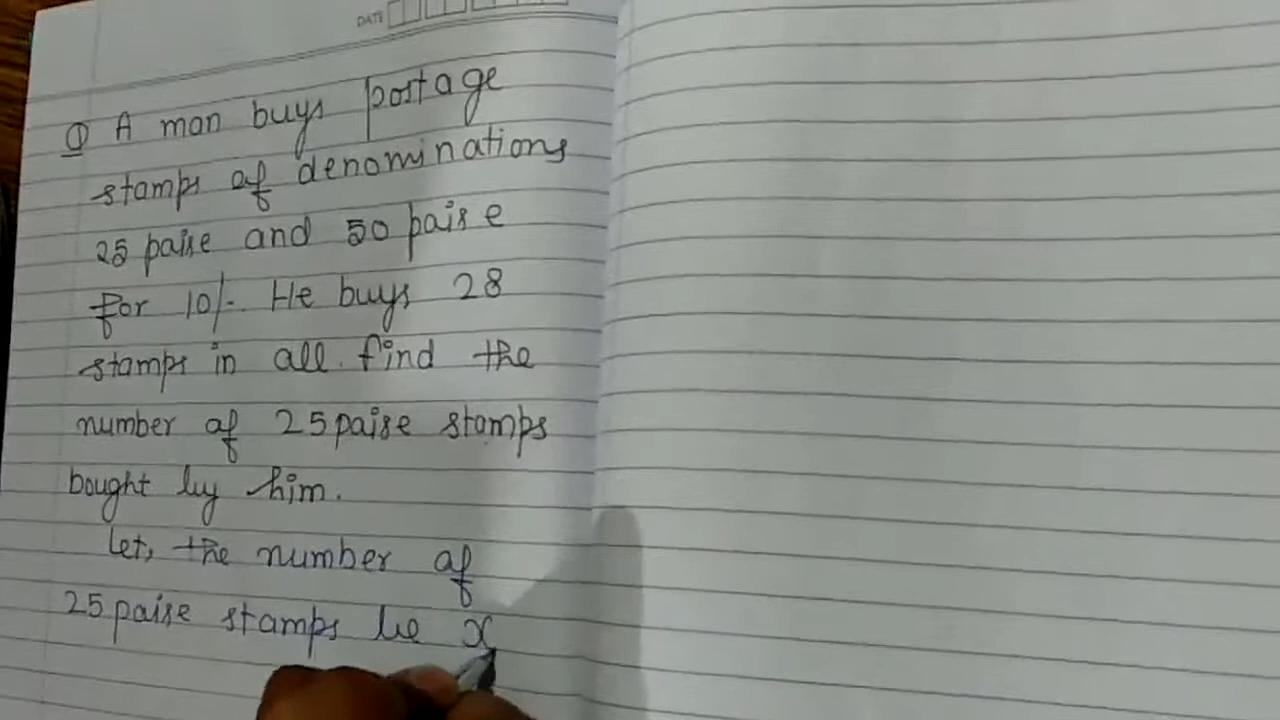 DATE
Q A man buys postage
stamps of denominations
25 paise and 50 paise
for 10/-. He buys 28
stamps in all. find the
number of 25 paise stamps
bought by him.
Let, the number of
25 paise stamps be x